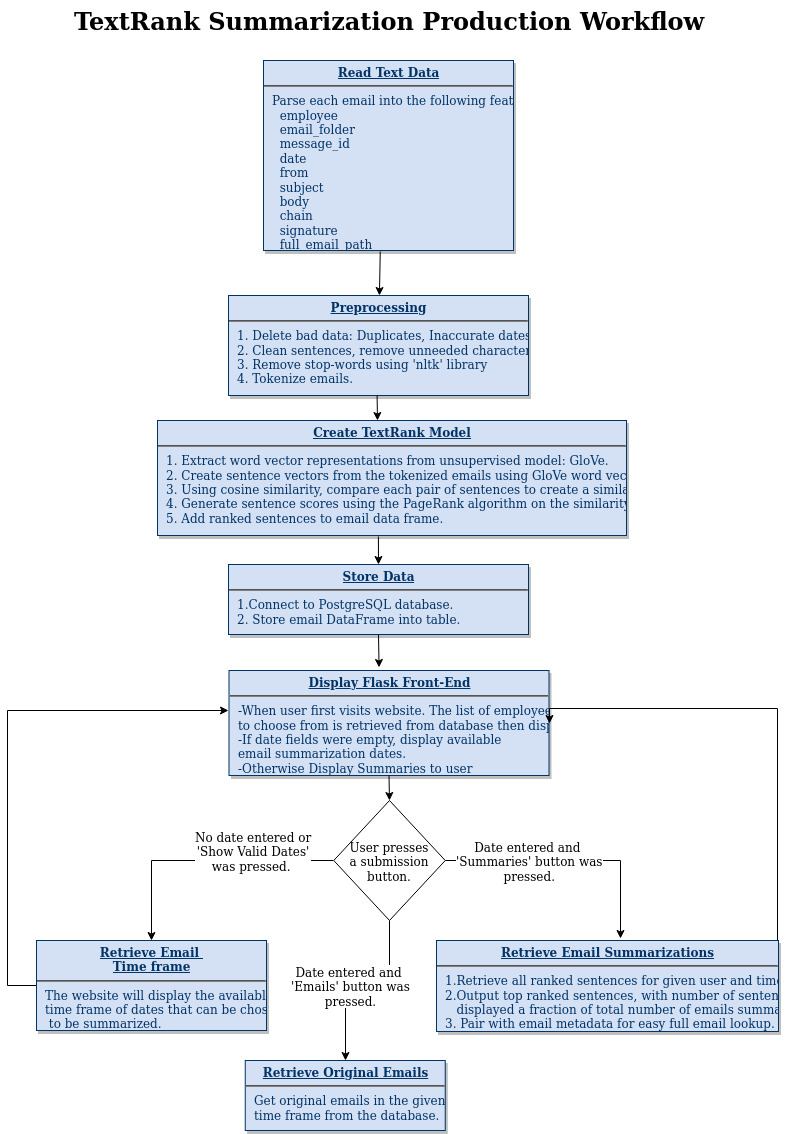 TextRank Summarization Production Workflow
Read Text Data
Parse each email into the following feat
employee
email_folder
message_id
date
from
subject
body
chain
signature
full_email_path
Preprocessing
1. Delete bad data: Duplicates, Inaccurate dates
2. Clean sentences, remove unneeded character
3. Remove stop-words using 'nltk' library
4. Tokenize emails.
Create TextRank Model
1. Extract word vector representations from unsupervised model: GloVe.
2. Create sentence vectors from the tokenized emails using GloVe word vec
3. Using cosine similarity, compare each pair of sentences to create a simila
4. Generate sentence scores using the PageRank algorithm on the similarity
5. Add ranked sentences to email data frame.
Store Data
1.Connect to PostgreSQL database.
2. Store email DataFrame into table.
Display Flask Front-End
-When user first visits website. The list of employee
to choose from is retrieved from database then disp
-If date fields were empty, display available
email summarization dates.
-Otherwise Display Summaries to user
User presses
a submission
button.
No date entered or
'Show Valid Dates'
was pressed.
Date entered and
'Summaries' button was
pressed.
Retrieve Email
Time frame
The website will display the availabl
time frame of dates that can be chos
to be summarized.
Date entered and
'Emails' button was
pressed.
Retrieve Email Summarizations
1.Retrieve all ranked sentences for given user and time
2.Output top ranked sentences, with number of senten
displayed a fraction of total number of emails summa
3. Pair with email metadata for easy full email lookup.
Retrieve Original Emails
Get original emails in the given
time frame from the database.